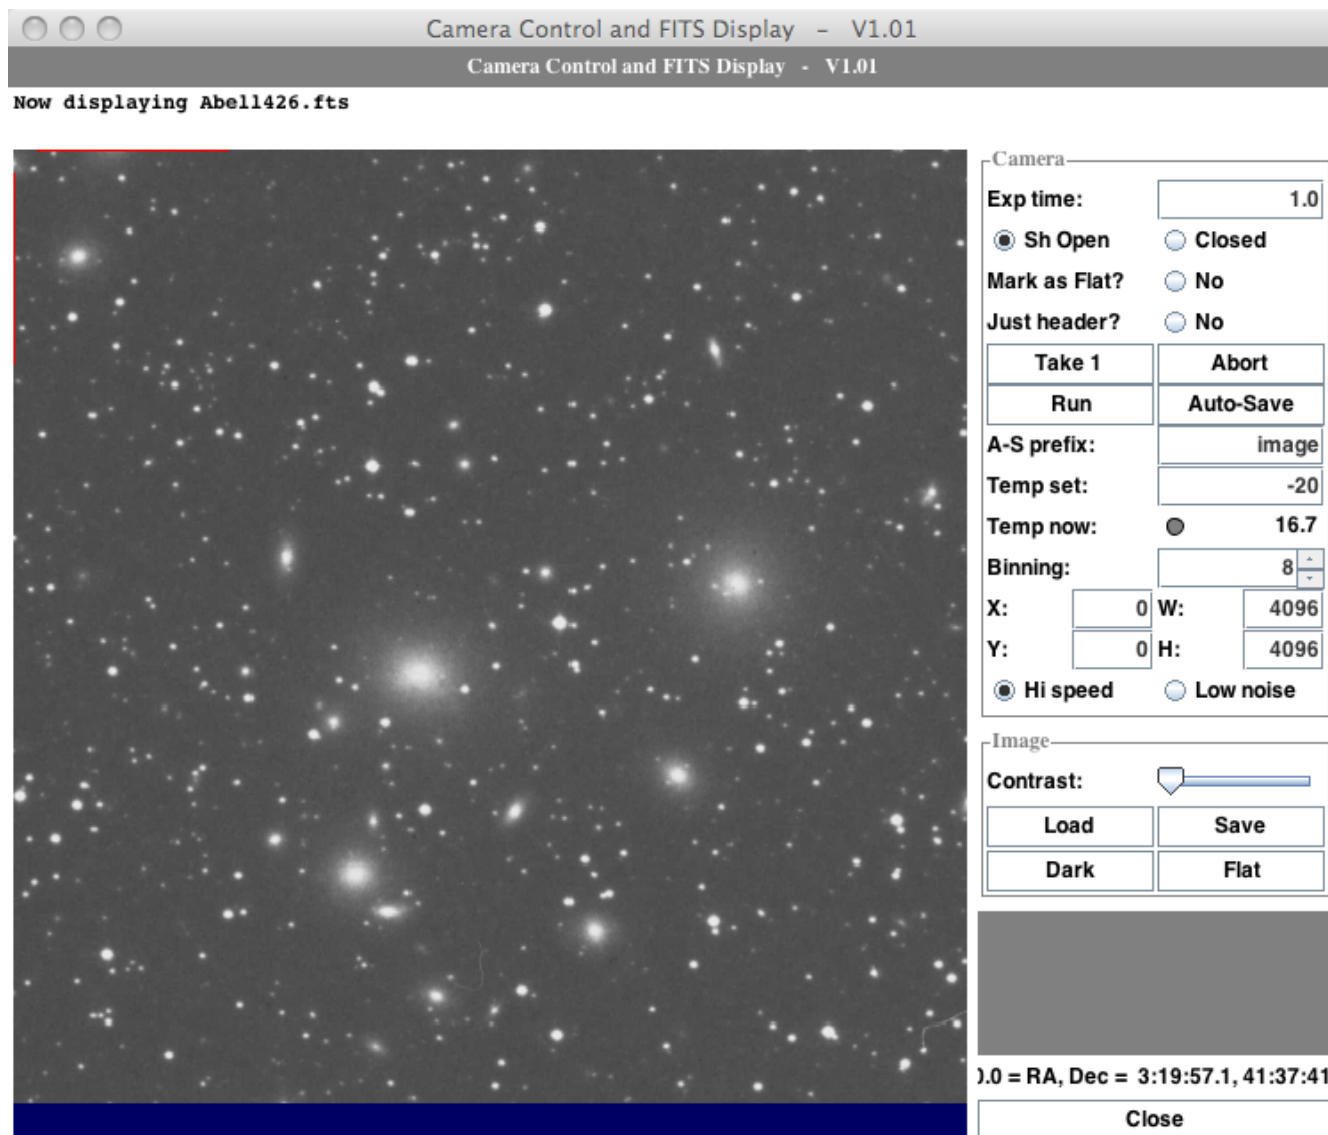 Camera Control and FITS Display  –  V1.01
Camera Control and FITS Display  -  V1.01
Now displaying Abell426.fts
Camera
Exp time: 1.0
Sh Open Closed
Mark as Flat? No
Just header? No
Take 1 Abort
Run Auto-Save
A-S prefix: image
Temp set: -20
Temp now: 16.7
Binning: 8
X: 0 W: 4096
Y: 0 H: 4096
Hi speed Low noise
Image
Contrast:
Load Save
Dark Flat
.0 = RA, Dec = 3:19:57.1, 41:37:41
Close